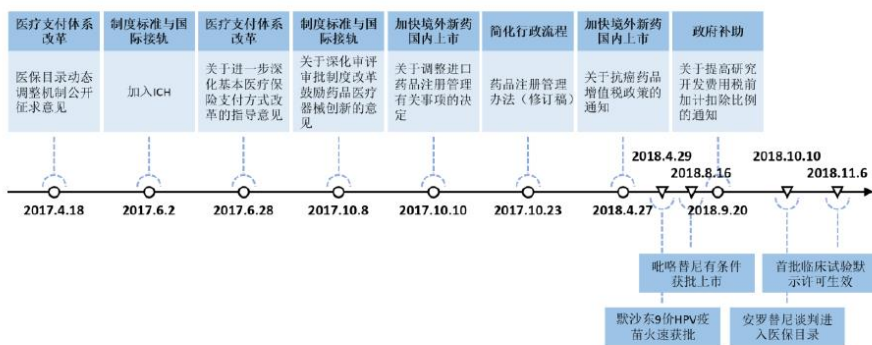 医疗支付体系
改革
医保目录动态
调整机制公开
征求意见
制度标准与国
际接轨
加入ICH
医疗支付体系
改革
关于进一步深
化基本医疗保
险支付方式改
革的指导意见
制度标准与国
际接轨
关于深化审评
审批制度改革
鼓励药品医疗
器械创新的意
见
加快境外新药
国内上市
关于调整进口
药品注册管理
有关事项的决
定
简化行政流程
药品注册管理
办法（修订稿）
加快境外新药
国内上市
关于抗癌药品
增值税政策的
通知
政府补助
关于提高研究
开发费用税前
加计扣除比例
的通知
2018.4.29
2018.8.16
2018.10.10
2018.11.6
2017.4.18
2017.6.2
2017.6.28
2017.10.8
2017.10.10
2017.10.23
2018.4.27
2018.9.20
吡咯替尼有条件
获批上市
首批临床试验默
示许可生效
默沙东9价HPV疫
苗火速获批
安罗替尼谈判进
入医保目录